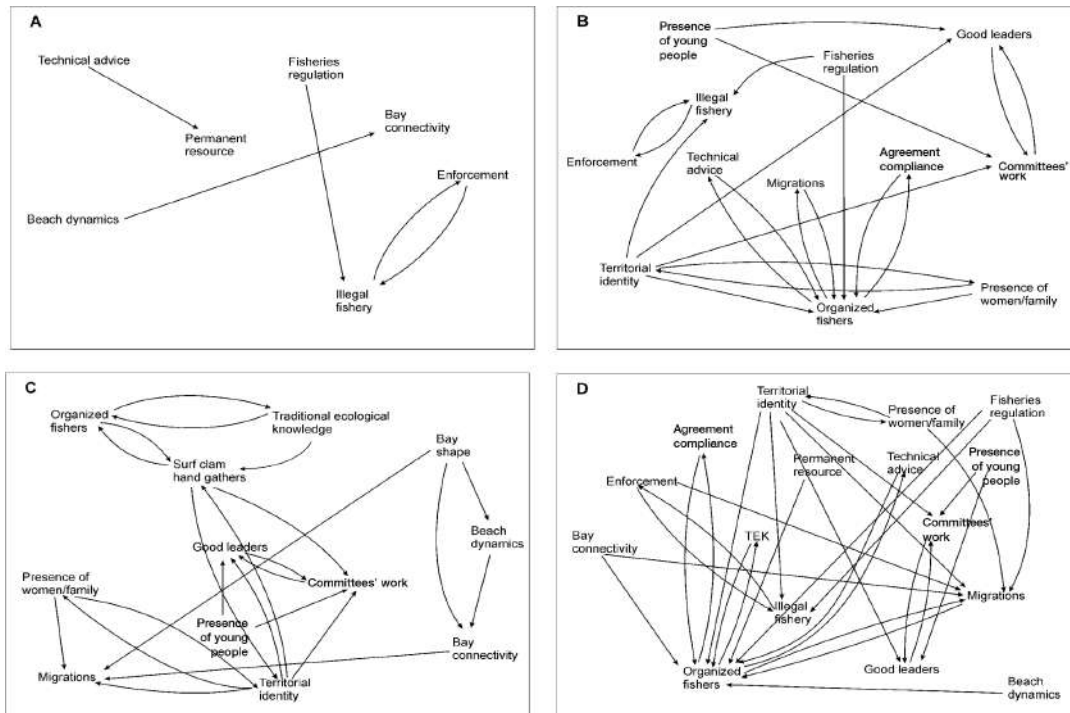 A
Technical advice
Fisheries
regulation
Bay
connectivity
Permanent
resource
Enforcement
Beach dynamics
Illegal
fishery
B
Presence
of young
people
Good leaders
Fisheries
regulation
Illegal
fishery
Enforcement
Technical
advice
Agreement
compliance
Committees'
work
Migrations
Territorial
identity
Presence of
women/family
Organized
fishers
C
Organized
fishers
Traditional ecological
knowledge
Surf clam
hand gathers
Bay
shape
Beach
dynamics
Good leaders
Committees' work
Presence of
women/family
Presence
of young
people
Bay
connectivity
Migrations
Territorial
identity
D
Territorial
identity
Fisheries
regulation
Presence of
women/family
Agreement
compliance
Permanent
resource
Technical
advice
Presence
of young
people
Enforcement
Committees'
work
Bay
connectivity
TEK
Migrations
Illegal
fishery
Organized
fishers
Good leaders
Beach
dynamics